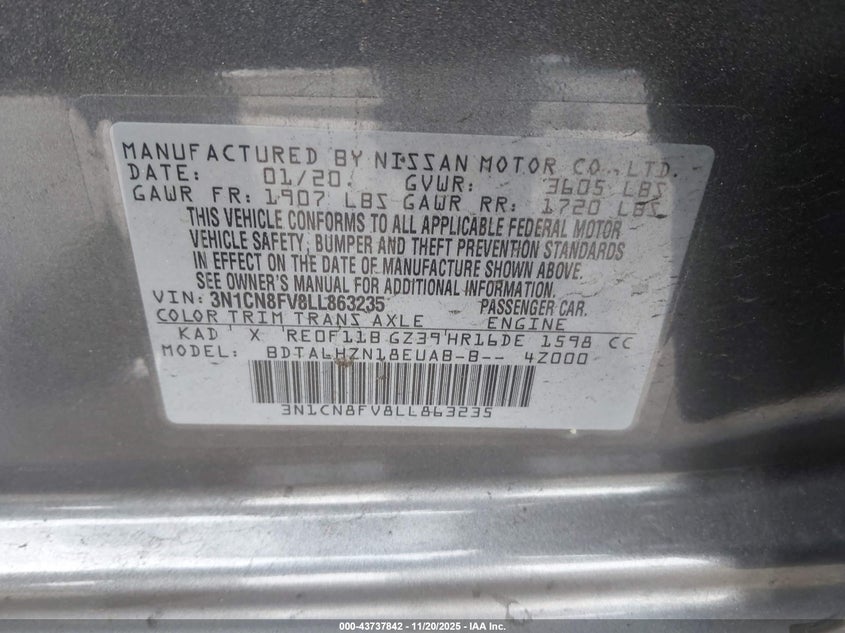 MANUFACTURED BY NISSAN MOTOR CO., LTD.
DATE: 01/20 GVWR: 3605 LBS
GAWR FR: 1907 LBS GAWR RR: 1720 LBS
THIS VEHICLE CONFORMS TO ALL APPLICABLE FEDERAL MOTOR
VEHICLE SAFETY, BUMPER AND THEFT PREVENTION STANDARDS
IN EFFECT ON THE DATE OF MANUFACTURE SHOWN ABOVE.
SEE OWNER'S MANUAL FOR ADDITIONAL INFORMATION.
VIN: 3N1CN8FV8LL863235 PASSENGER CAR.
COLOR TRIM TRANS AXLE ENGINE
KAD X RE0F11B GZ39 HR16DE 1598 CC
MODEL: BDTALHZN18EUAB-B-- 4Z000
3N1CN8FV8LL863235
000-43737842 - 11/20/2025 - IAA Inc.